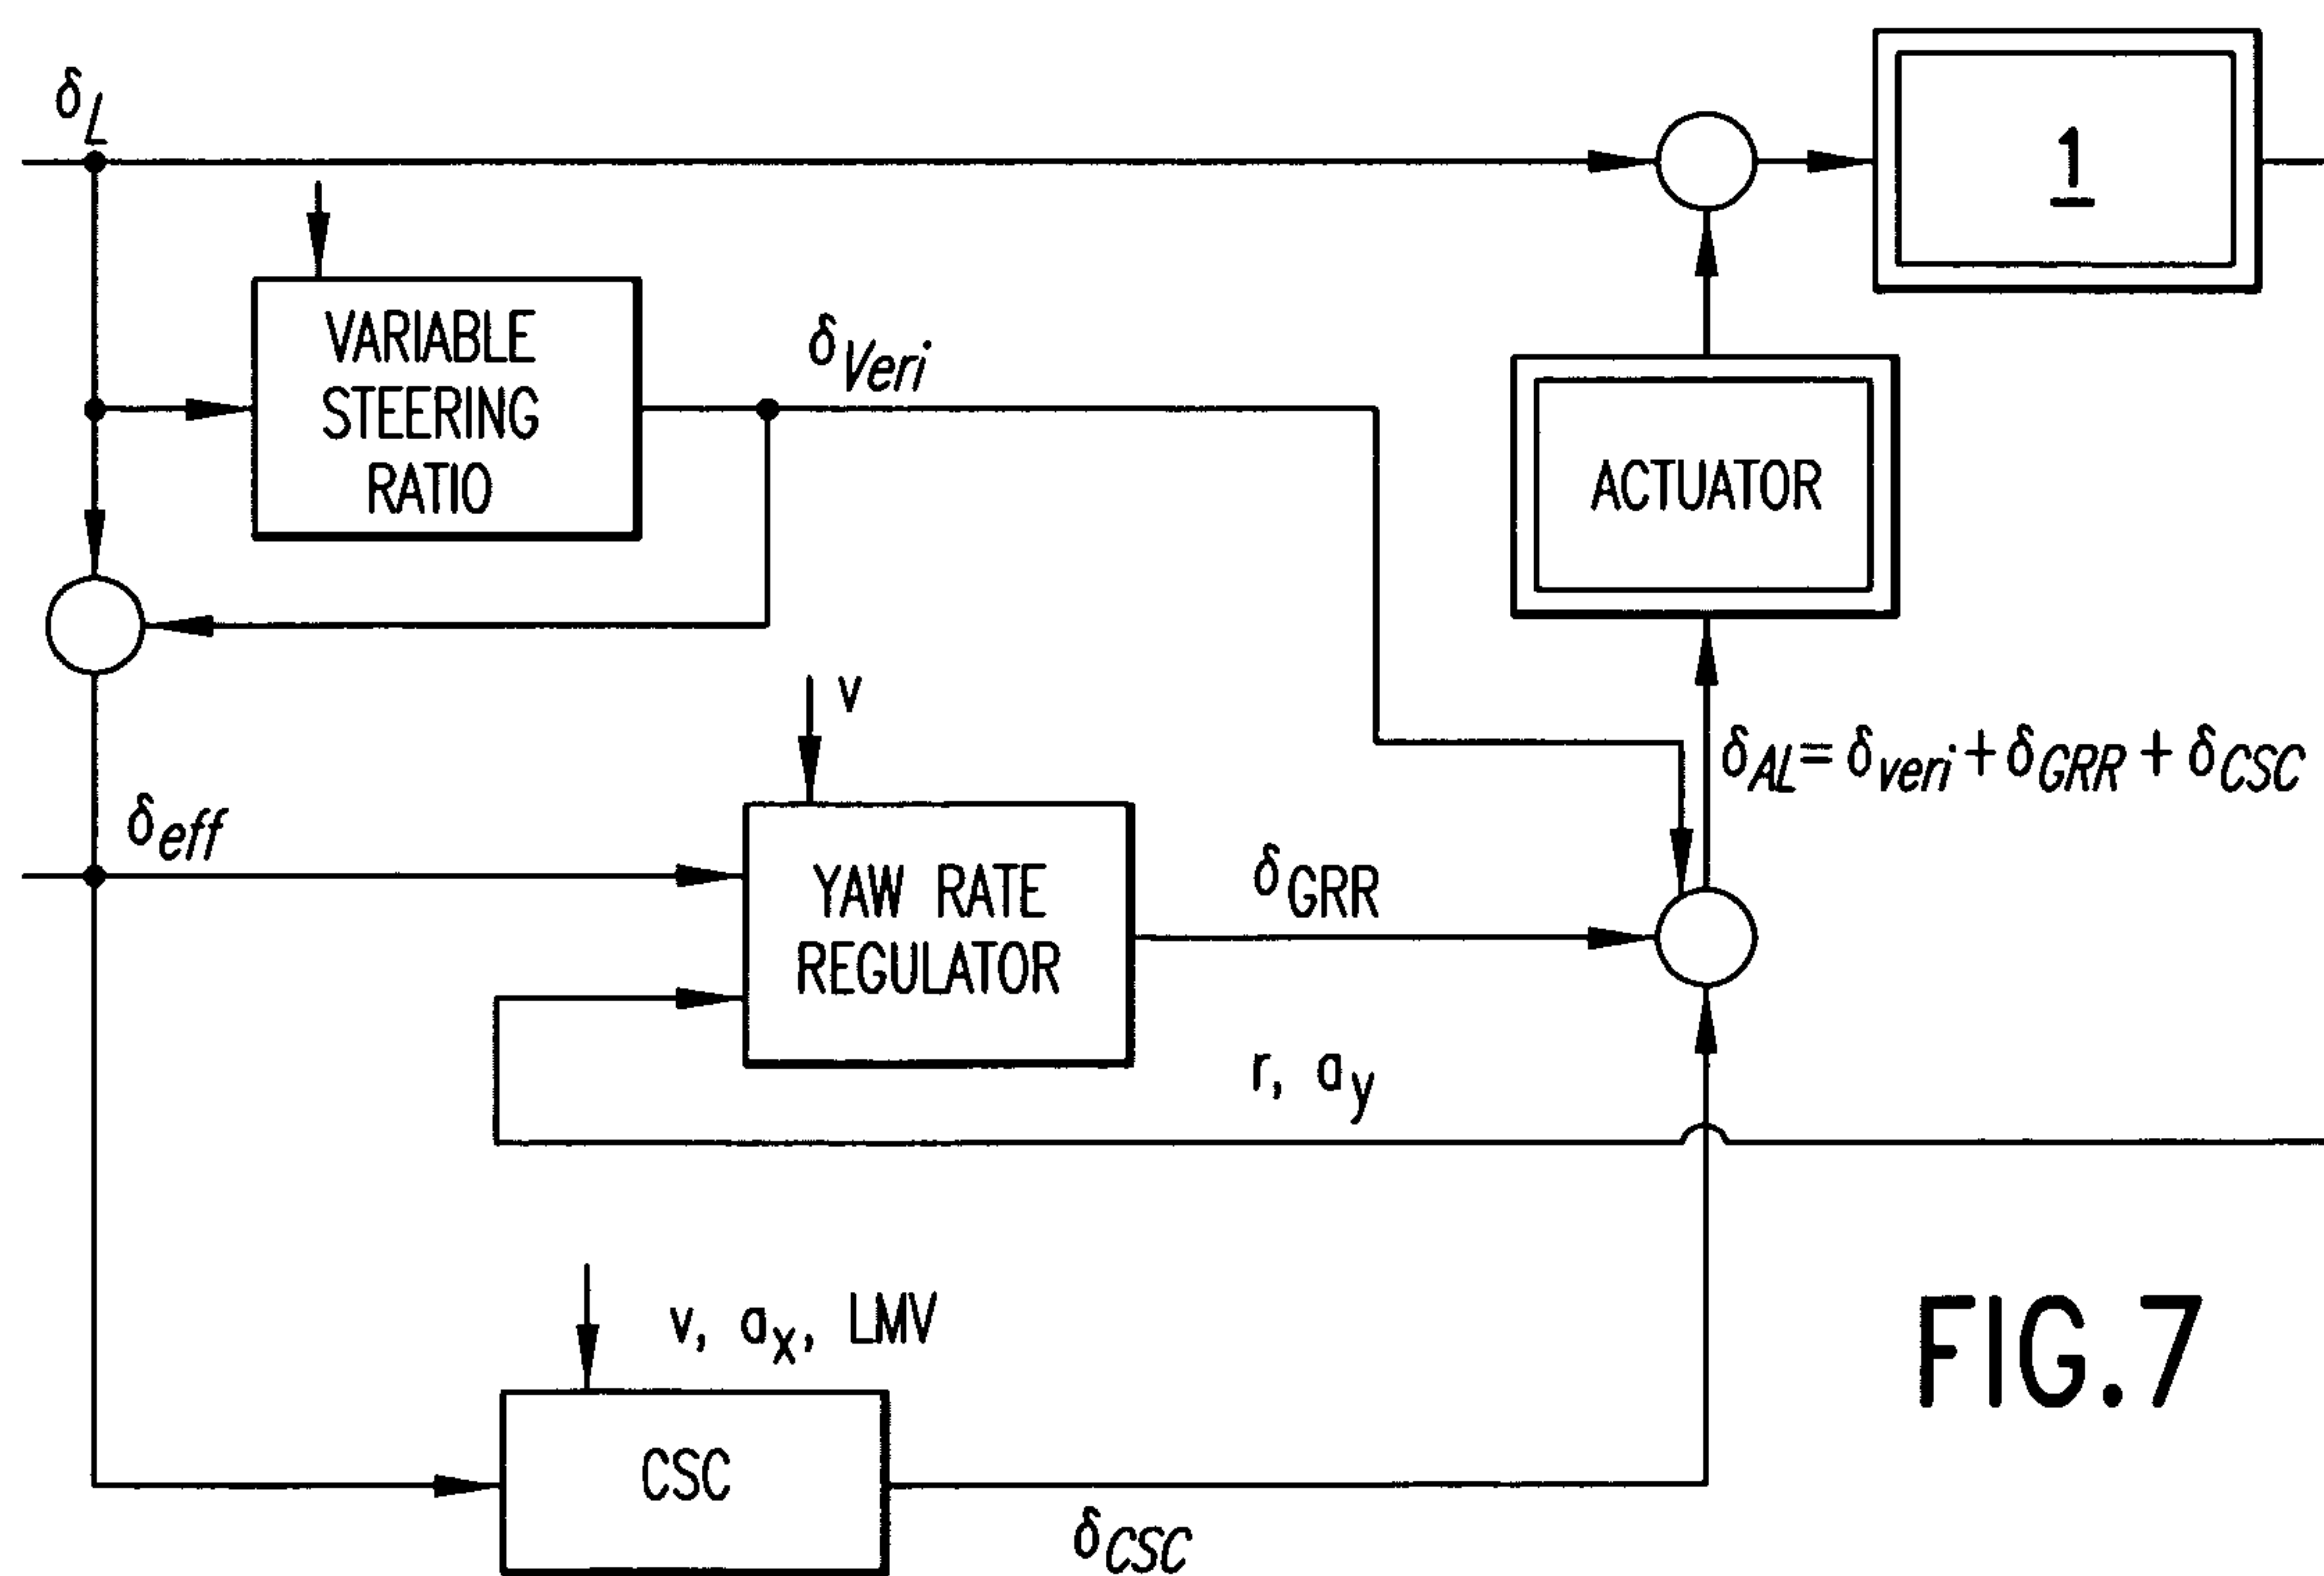 δL
1
VARIABLE
STEERING
RATIO
δVeri
ACTUATOR
v
δAL= δveri + δGRR + δCSC
δeff
YAW RATE
REGULATOR
δGRR
r, ay
v, ax, LMV
CSC
δCSC
FIG.7